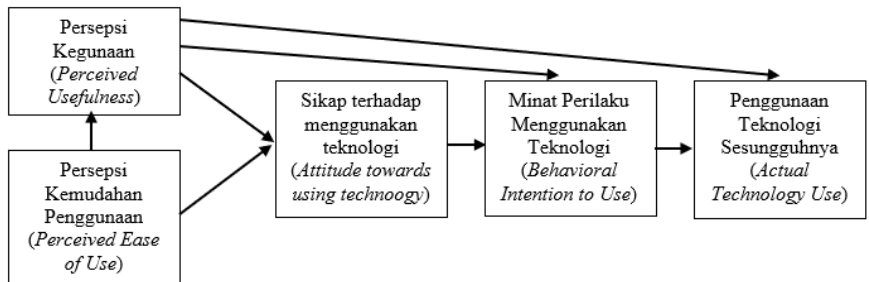 Persepsi
Kegunaan
(Perceived
Usefulness)
Persepsi
Kemudahan
Penggunaan
(Perceived Ease
of Use)
Sikap terhadap
menggunakan
teknologi
(Attitude towards
using technoogy)
Minat Perilaku
Menggunakan
Teknologi
(Behavioral
Intention to Use)
Penggunaan
Teknologi
Sesungguhnya
(Actual
Technology Use)